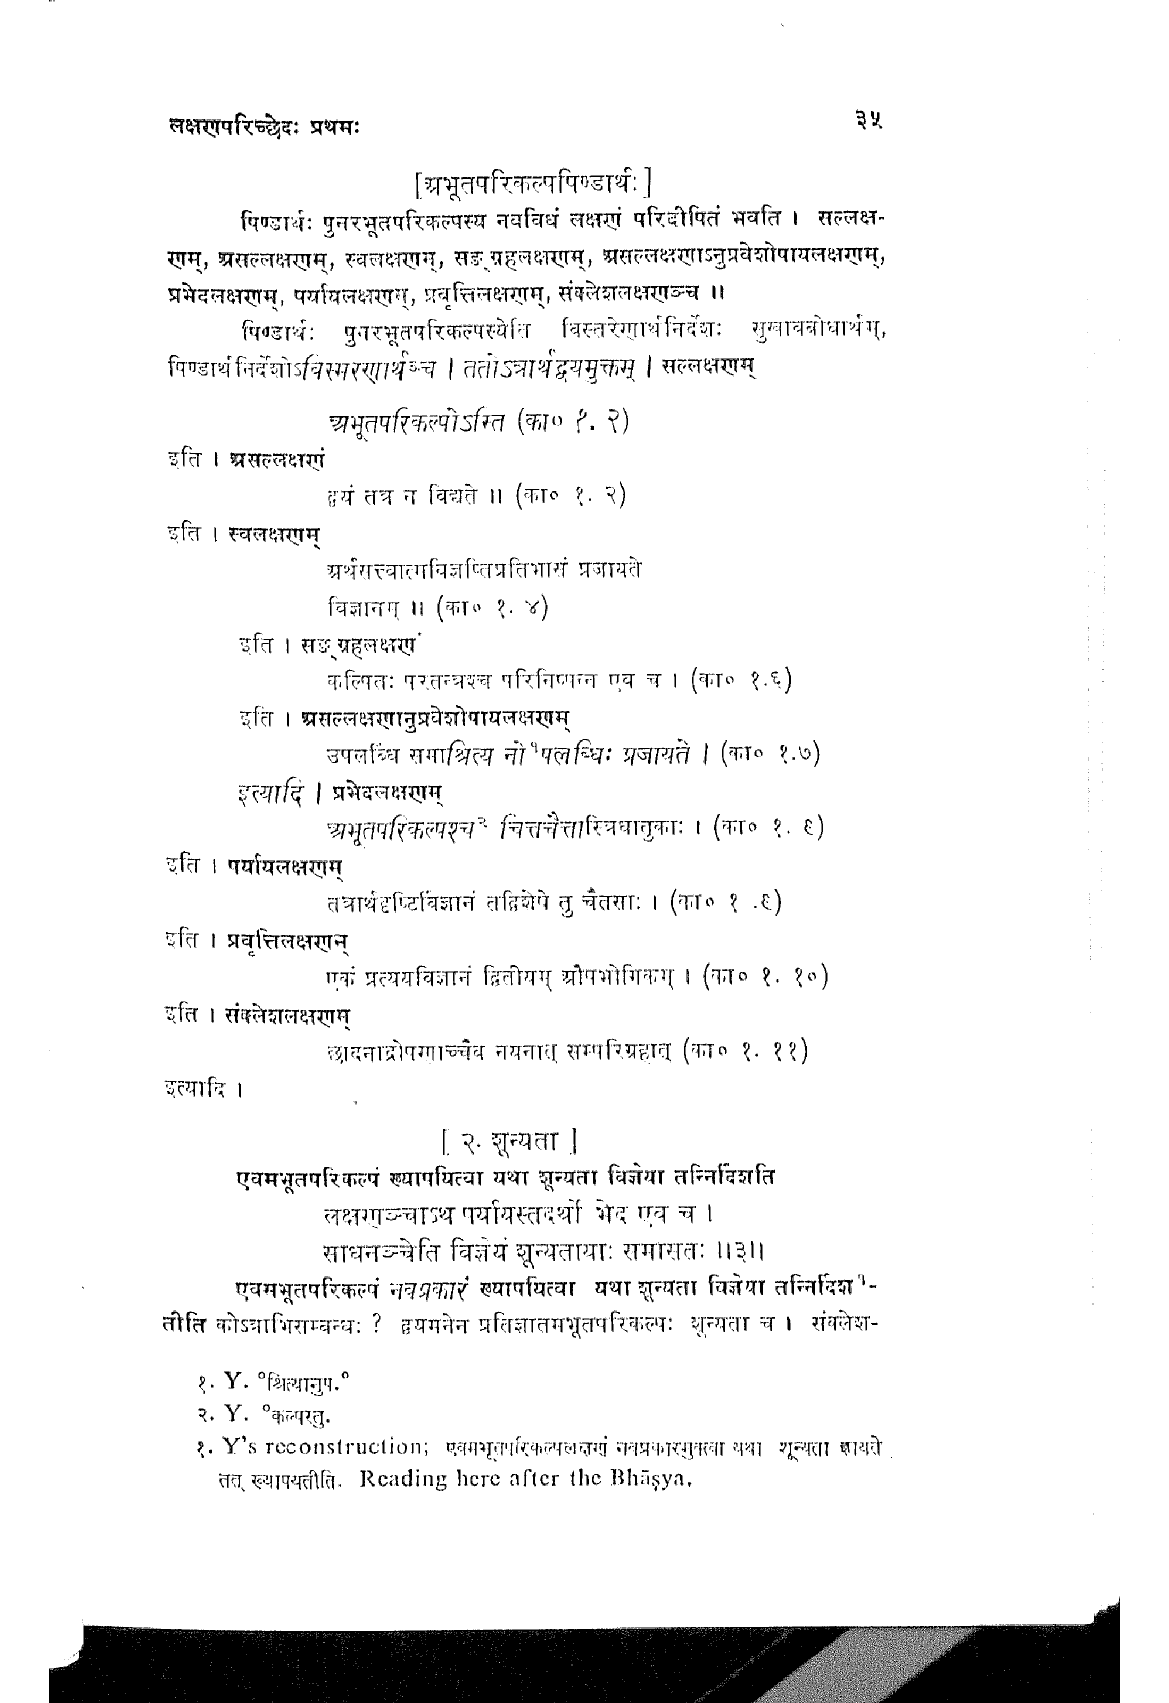 लक्षणपरिच्छेदः प्रथमः ३५
[अभूतपरिकल्पपिण्डार्थः]
पिण्डार्थः पुनरभूतपरिकल्पस्य नवविधं लक्षणं परिदीपितं भवति । सल्लक्ष-
णम्, असल्लक्षणम्, स्वलक्षणम्, सङ्ग्रहलक्षणम्, असल्लक्षणाऽनुप्रवेशोपायलक्षणम्,
प्रभेदलक्षणम्, पर्यायलक्षणम्, प्रवृत्तिलक्षणम्, संक्लेशलक्षणञ्च ॥
पिण्डार्थः पुनरभूतपरिकल्पस्येति विस्तरेणार्थनिर्देशः सुखावबोधार्थम्,
पिण्डार्थनिर्देशोऽविस्मरणार्थञ्च । ततोऽत्रार्थद्वयमुक्तम् । सल्लक्षणम्
अभूतपरिकल्पोऽस्ति (का० १. २)
इति । असल्लक्षणं
द्वयं तत्र न विद्यते ॥ (का० १. २)
इति । स्वलक्षणम्
अर्थसत्त्वात्मविज्ञप्तिप्रतिभासं प्रजायते
विज्ञानम् ॥ (का० १. ४)
इति । सङ्ग्रहलक्षणं
कल्पितः परतन्त्रश्च परिनिष्पन्न एव च । (का० १.६)
इति । असल्लक्षणानुप्रवेशोपायलक्षणम्
उपलब्धिं समाश्रित्य नो१पलब्धिः प्रजायते । (का० १.७)
इत्यादि । प्रभेदलक्षणम्
अभूतपरिकल्पश्च२ चित्तचैत्तास्त्रिधातुकाः । (का० १. ९)
इति । पर्यायलक्षणम्
तत्रार्थदृष्टिर्विज्ञानं तद्विशेषे तु चैतसाः । (का० १ .९)
इति । प्रवृत्तिलक्षणम्
एकं प्रत्ययविज्ञानं द्वितीयम् औपभोगिकम् । (का० १. १०)
इति । संक्लेशलक्षणम्
छादनाद्रोपणाच्चैव नयनात् सम्परिग्रहात् (का० १. ११)
इत्यादि ।
[ २. शून्यता ]
एवमभूतपरिकल्पं ख्यापयित्वा यथा शून्यता विज्ञेया तन्निर्दिशति
लक्षणञ्चाऽथ पर्यायस्तदर्थो भेद एव च ।
साधनञ्चेति विज्ञेयं शून्यतायाः समासतः ॥३॥
एवमभूतपरिकल्पं नवप्रकारं ख्यापयित्वा यथा शून्यता विज्ञेया तन्निर्दिश१-
तीति कोऽत्राभिसम्बन्धः ? द्वयमनेन प्रतिज्ञातमभूतपरिकल्पः शून्यता च । संक्लेश-
१. Y. °श्रित्यानुप.°
२. Y. °कल्पस्तु.
१. Y's reconstruction; एवमभूतपरिकल्पलक्षणं नवप्रकारमुक्त्वा यथा शून्यता ज्ञायते
तत् ख्यापयतीति. Reading here after the Bhāṣya.